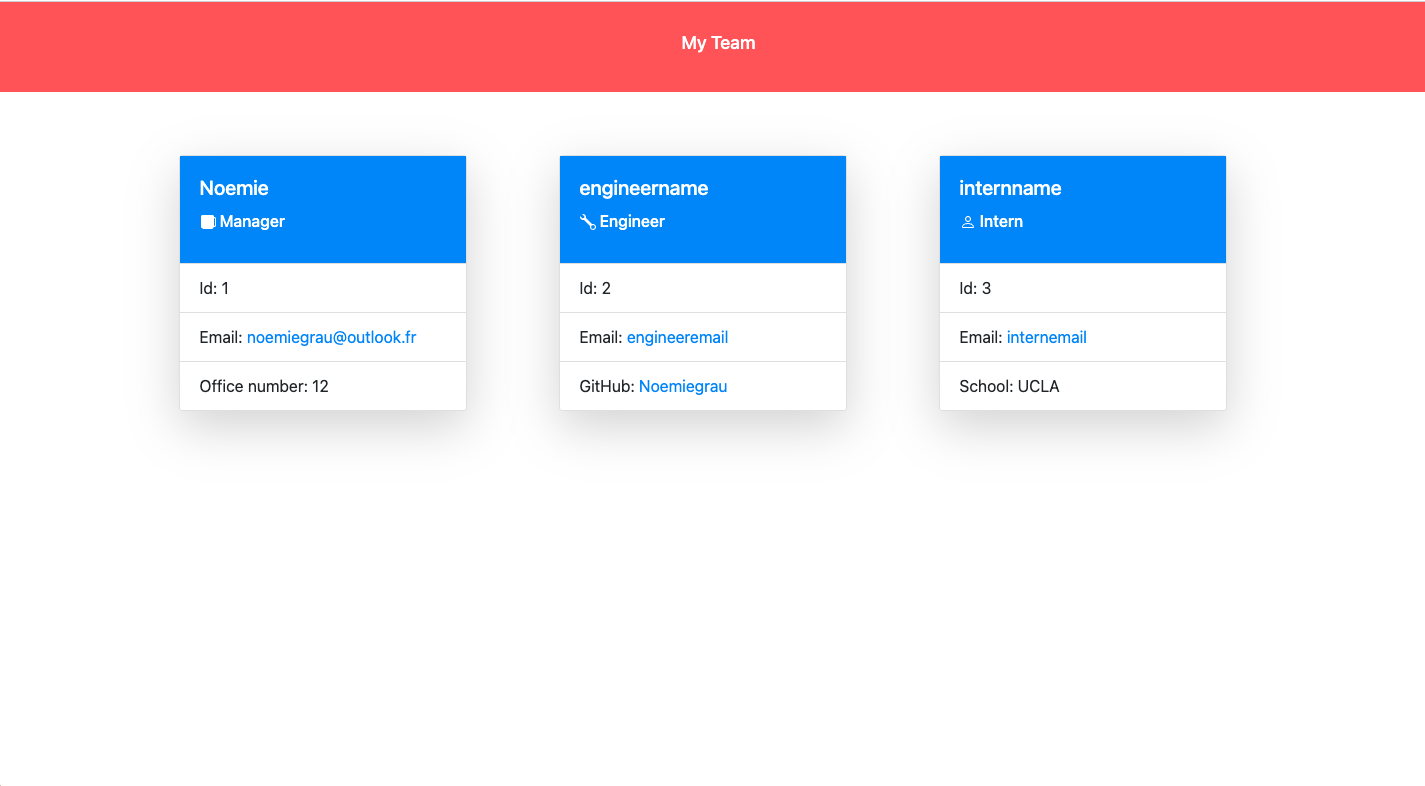 My Team
Noemie
Manager
Id: 1
Email: noemiegrau@outlook.fr
Office number: 12
engineername
Engineer
Id: 2
Email: engineeremail
GitHub: Noemiegrau
internname
Intern
Id: 3
Email: internemail
School: UCLA